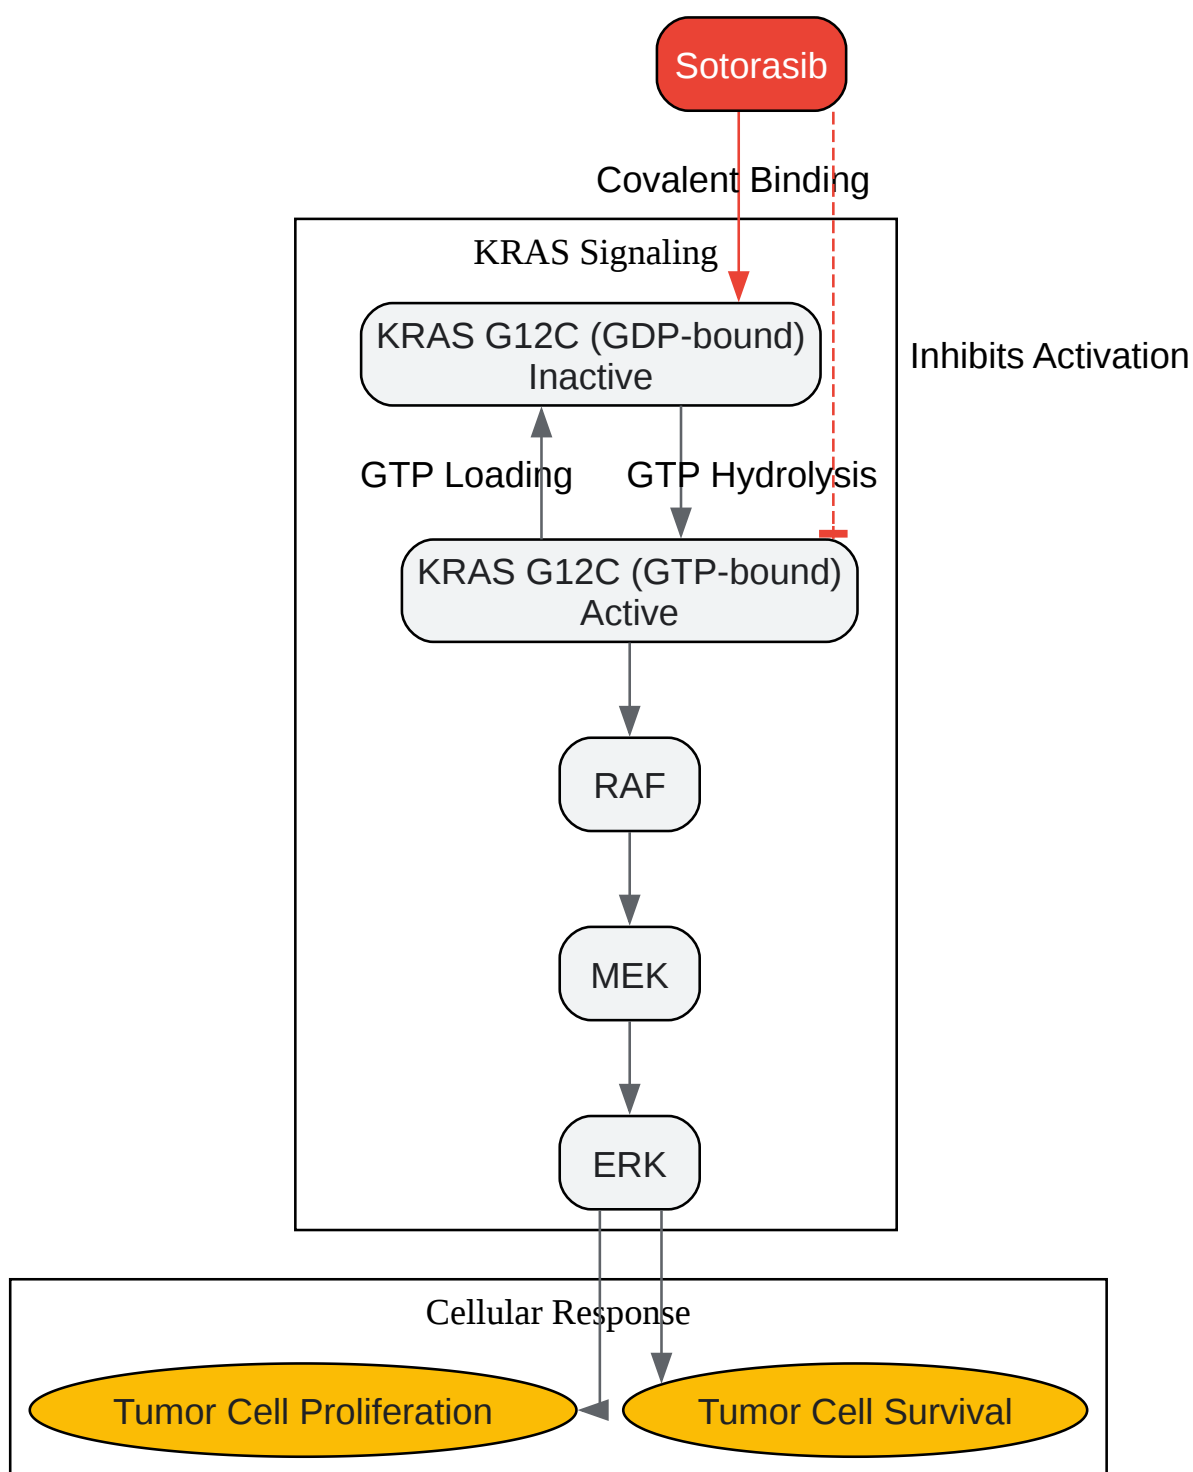 Sotorasib
Covalent Binding
KRAS Signaling
KRAS G12C (GDP-bound)
Inactive
Inhibits Activation
GTP Loading
GTP Hydrolysis
KRAS G12C (GTP-bound)
Active
RAF
MEK
ERK
Cellular Response
Tumor Cell Proliferation
Tumor Cell Survival